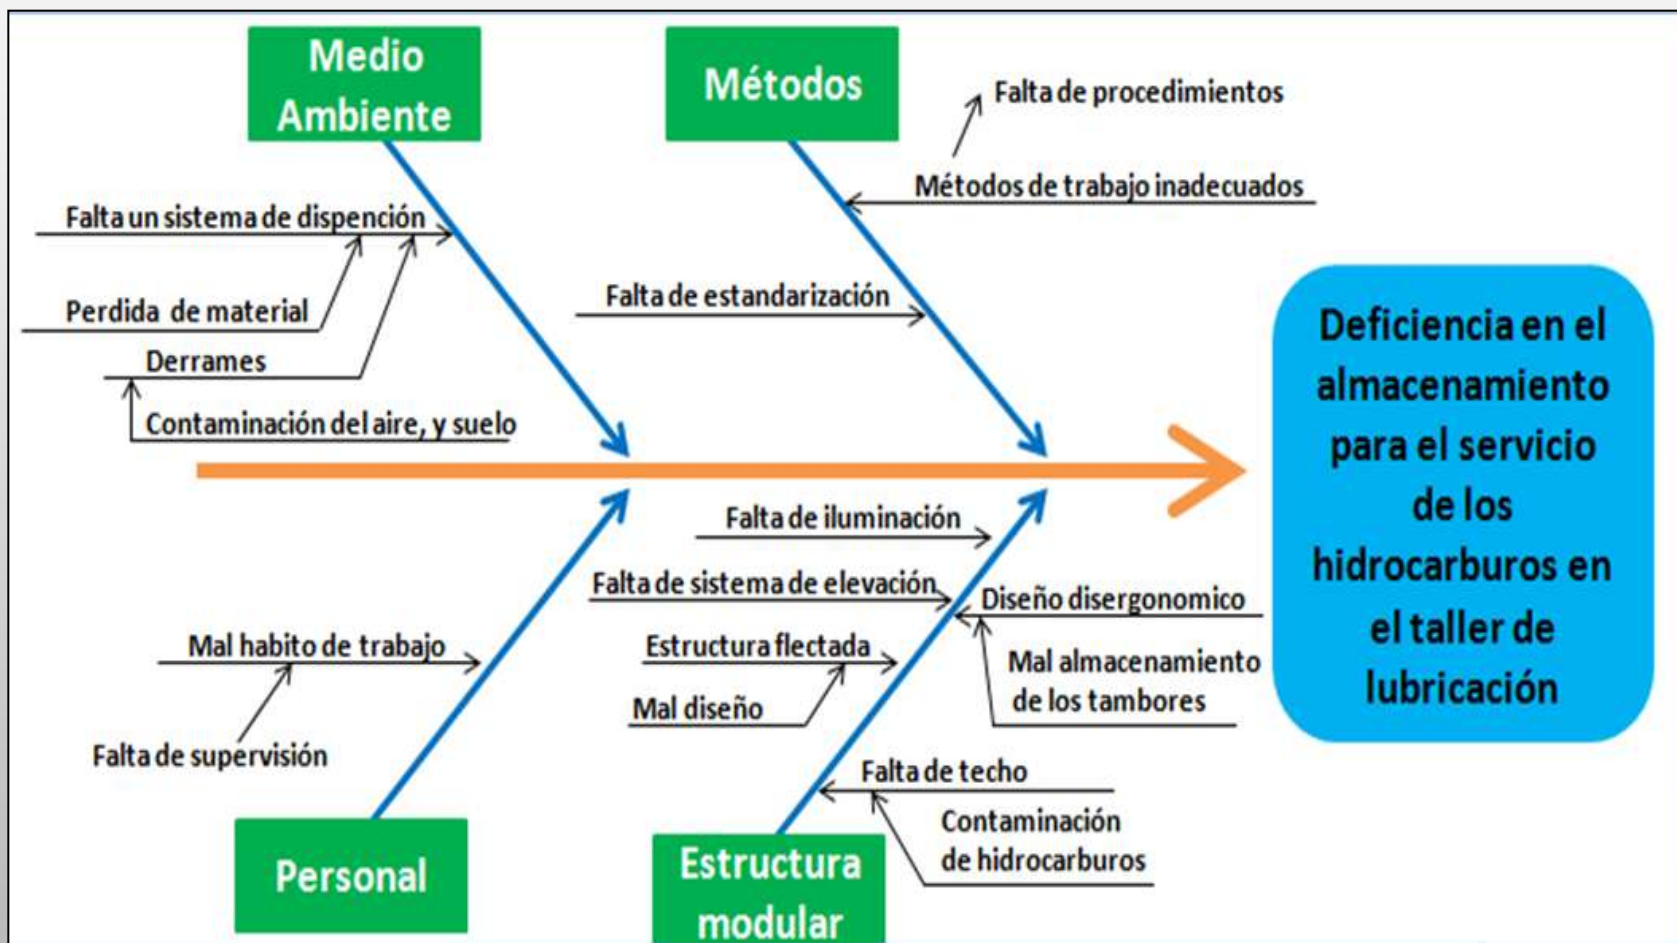 Medio
Ambiente
Métodos
Falta de procedimientos
Métodos de trabajo inadecuados
Falta un sistema de dispención
Falta de estandarización
Perdida de material
Derrames
Contaminación del aire, y suelo
Deficiencia en el
almacenamiento
para el servicio
de los
hidrocarburos en
el taller de
lubricación
Falta de iluminación
Falta de sistema de elevación
Diseño disergonomico
Mal habito de trabajo
Estructura flectada
Mal almacenamiento
de los tambores
Mal diseño
Falta de supervisión
Falta de techo
Contaminación
de hidrocarburos
Personal
Estructura
modular